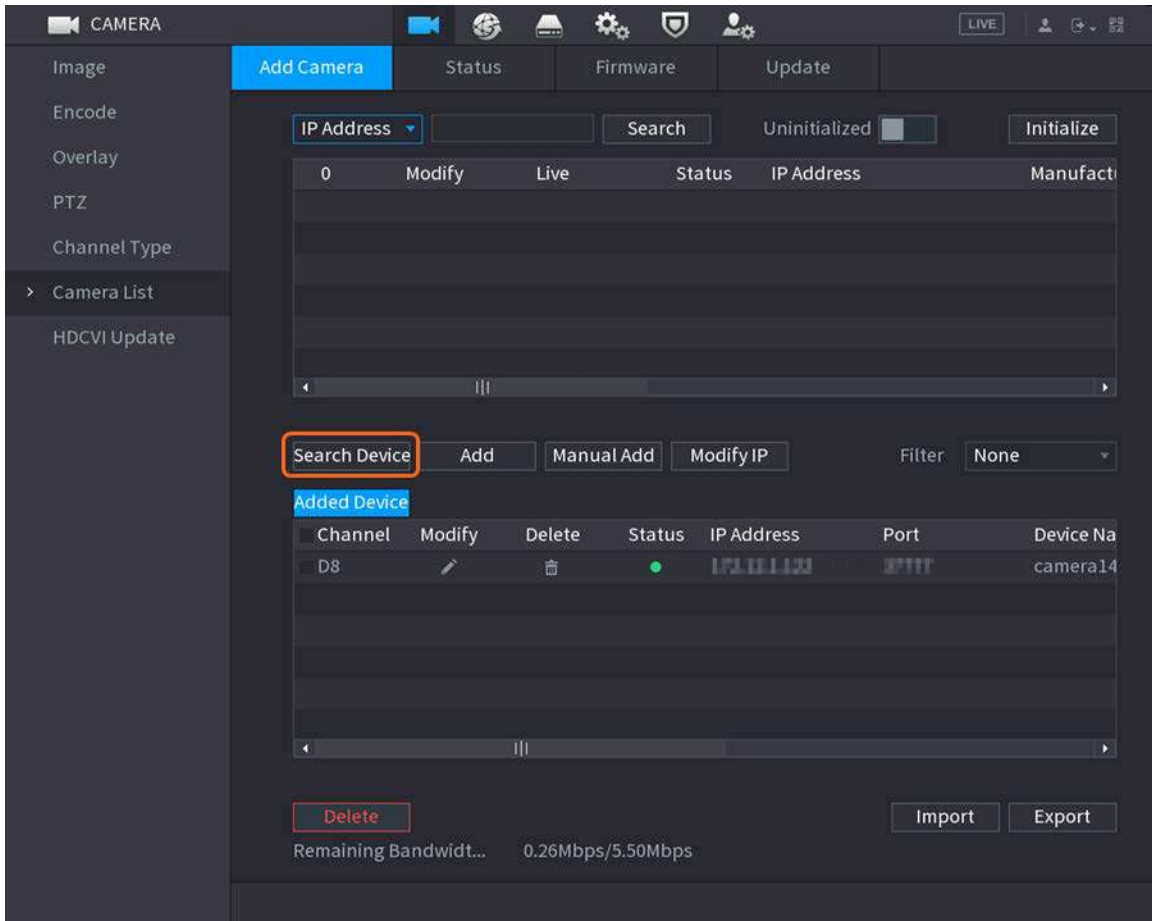 CAMERA LIVE
Image
Encode
Overlay
PTZ
Channel Type
Camera List
HDCVI Update
Add Camera Status Firmware Update
IP Address Search Uninitialized Initialize
0 Modify Live Status IP Address Manufact
Search Device Add Manual Add Modify IP Filter None
Added Device
Channel Modify Delete Status IP Address Port Device Na
D8 camera14
Delete Import Export
Remaining Bandwidt... 0.26Mbps/5.50Mbps